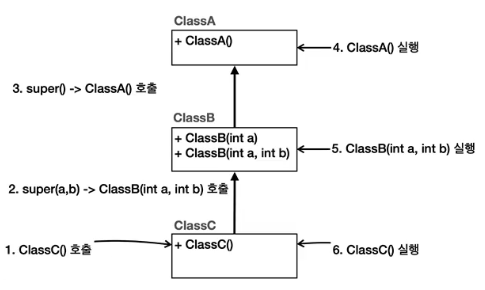 ClassA
+ ClassA()
4. ClassA() 실행
3. super() -> ClassA() 호출
ClassB
+ ClassB(int a)
+ ClassB(int a, int b)
5. ClassB(int a, int b) 실행
2. super(a,b) -> ClassB(int a, int b) 호출
ClassC
1. ClassC() 호출
+ ClassC()
6. ClassC() 실행